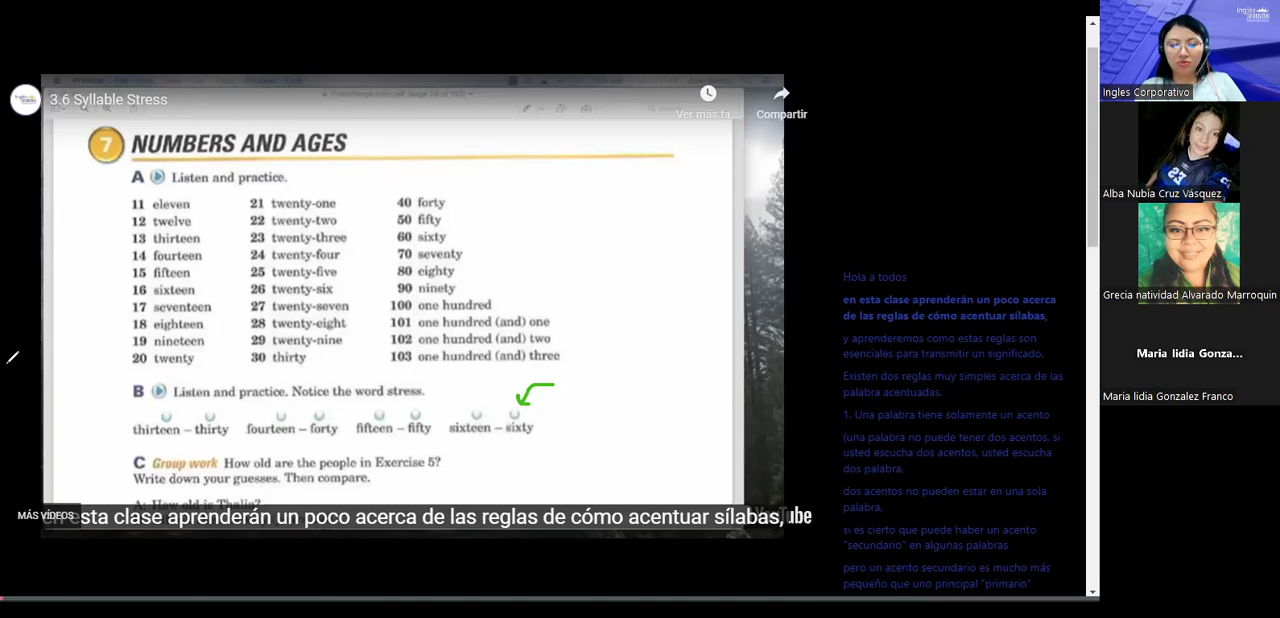 3.6 Syllable Stress
Ver más ta...
Compartir
7 NUMBERS AND AGES
A Listen and practice.
11 eleven
12 twelve
13 thirteen
14 fourteen
15 fifteen
16 sixteen
17 seventeen
18 eighteen
19 nineteen
20 twenty
21 twenty-one
22 twenty-two
23 twenty-three
24 twenty-four
25 twenty-five
26 twenty-six
27 twenty-seven
28 twenty-eight
29 twenty-nine
30 thirty
40 forty
50 fifty
60 sixty
70 seventy
80 eighty
90 ninety
100 one hundred
101 one hundred (and) one
102 one hundred (and) two
103 one hundred (and) three
B Listen and practice. Notice the word stress.
thirteen – thirty fourteen – forty fifteen – fifty sixteen – sixty
C Group work How old are the people in Exercise 5?
Write down your guesses. Then compare.
A: How old is Thalia?
MÁS VÍDEOS
en esta clase aprenderán un poco acerca de las reglas de cómo acentuar sílabas,
Hola a todos
en esta clase aprenderán un poco acerca
de las reglas de cómo acentuar sílabas,
y aprenderemos como estas reglas son
esenciales para transmitir un significado.
Existen dos reglas muy simples acerca de las
palabra acentuadas.
1. Una palabra tiene solamente un acento
(una palabra no puede tener dos acentos, si
usted escucha dos acentos, usted escucha
dos palabra,
dos acentos no pueden estar en una sola
palabra,
si es cierto que puede haber un acento
"secundario" en algunas palabras
pero un acento secundario es mucho más
pequeño que uno principal "primario"
Ingles Corporativo
Alba Nubia Cruz Vásquez
Grecia natividad Alvarado Marroquin
Maria lidia Gonza...
Maria lidia Gonzalez Franco